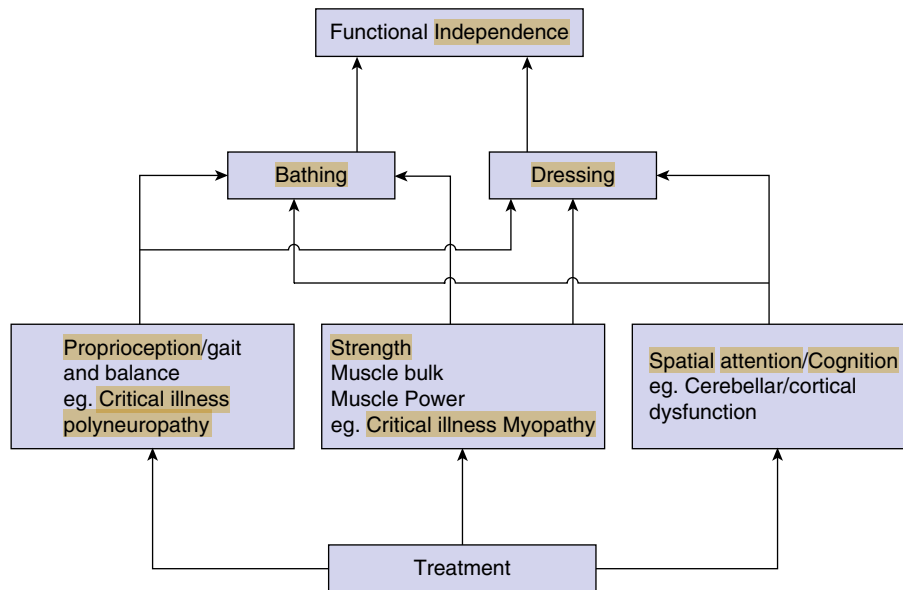 Functional Independence
Bathing
Dressing
Proprioception/gait
and balance
eg. Critical illness
polyneuropathy
Strength
Muscle bulk
Muscle Power
eg. Critical illness Myopathy
Spatial attention/Cognition
eg. Cerebellar/cortical
dysfunction
Treatment